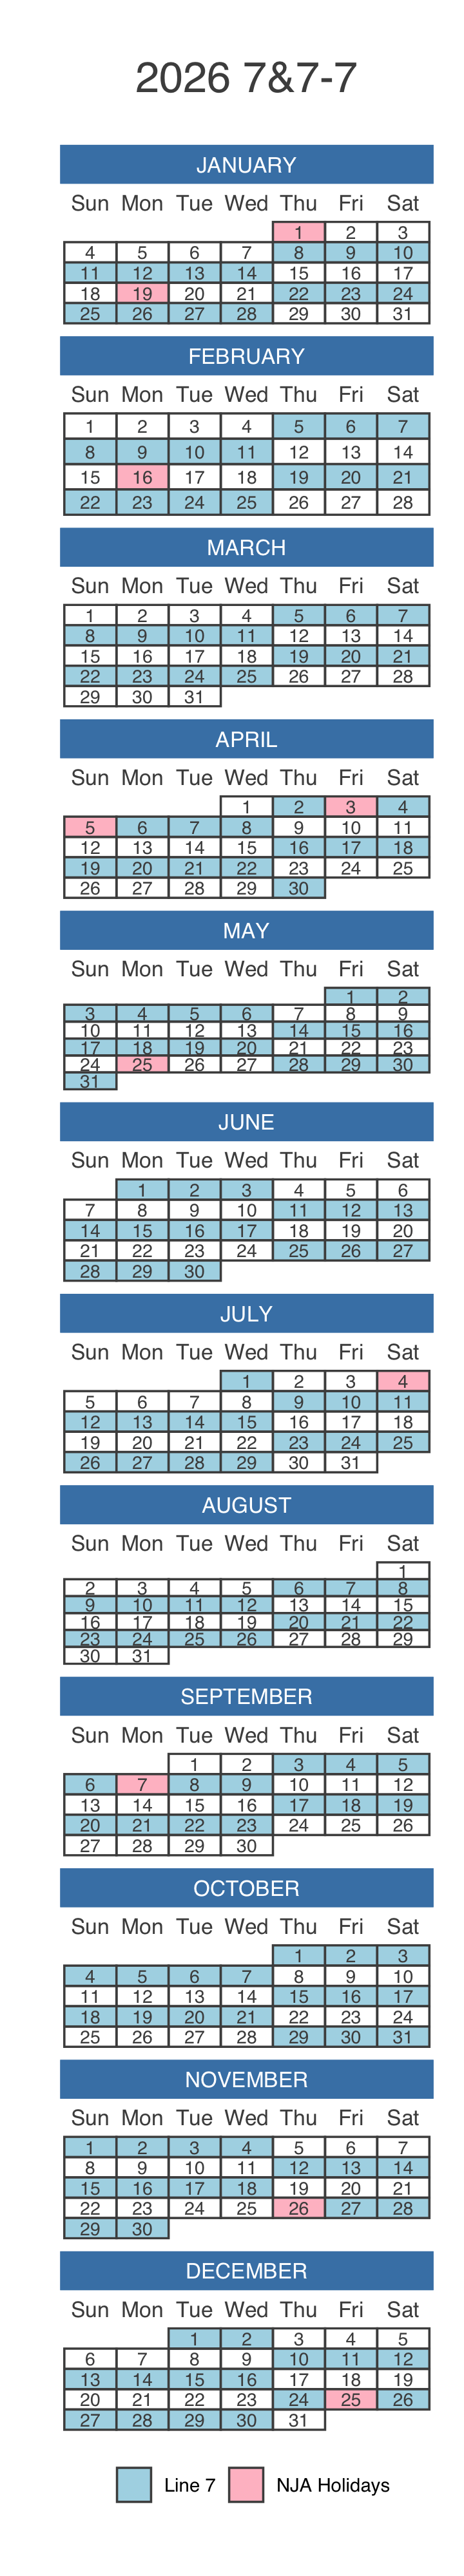 2026 7&7-7
JANUARY
Sun Mon Tue Wed Thu Fri Sat
1 2 3
4 5 6 7 8 9 10
11 12 13 14 15 16 17
18 19 20 21 22 23 24
25 26 27 28 29 30 31
FEBRUARY
Sun Mon Tue Wed Thu Fri Sat
1 2 3 4 5 6 7
8 9 10 11 12 13 14
15 16 17 18 19 20 21
22 23 24 25 26 27 28
MARCH
Sun Mon Tue Wed Thu Fri Sat
1 2 3 4 5 6 7
8 9 10 11 12 13 14
15 16 17 18 19 20 21
22 23 24 25 26 27 28
29 30 31
APRIL
Sun Mon Tue Wed Thu Fri Sat
1 2 3 4
5 6 7 8 9 10 11
12 13 14 15 16 17 18
19 20 21 22 23 24 25
26 27 28 29 30
MAY
Sun Mon Tue Wed Thu Fri Sat
1 2
3 4 5 6 7 8 9
10 11 12 13 14 15 16
17 18 19 20 21 22 23
24 25 26 27 28 29 30
31
JUNE
Sun Mon Tue Wed Thu Fri Sat
1 2 3 4 5 6
7 8 9 10 11 12 13
14 15 16 17 18 19 20
21 22 23 24 25 26 27
28 29 30
JULY
Sun Mon Tue Wed Thu Fri Sat
1 2 3 4
5 6 7 8 9 10 11
12 13 14 15 16 17 18
19 20 21 22 23 24 25
26 27 28 29 30 31
AUGUST
Sun Mon Tue Wed Thu Fri Sat
1
2 3 4 5 6 7 8
9 10 11 12 13 14 15
16 17 18 19 20 21 22
23 24 25 26 27 28 29
30 31
SEPTEMBER
Sun Mon Tue Wed Thu Fri Sat
1 2 3 4 5
6 7 8 9 10 11 12
13 14 15 16 17 18 19
20 21 22 23 24 25 26
27 28 29 30
OCTOBER
Sun Mon Tue Wed Thu Fri Sat
1 2 3
4 5 6 7 8 9 10
11 12 13 14 15 16 17
18 19 20 21 22 23 24
25 26 27 28 29 30 31
NOVEMBER
Sun Mon Tue Wed Thu Fri Sat
1 2 3 4 5 6 7
8 9 10 11 12 13 14
15 16 17 18 19 20 21
22 23 24 25 26 27 28
29 30
DECEMBER
Sun Mon Tue Wed Thu Fri Sat
1 2 3 4 5
6 7 8 9 10 11 12
13 14 15 16 17 18 19
20 21 22 23 24 25 26
27 28 29 30 31
Line 7 NJA Holidays